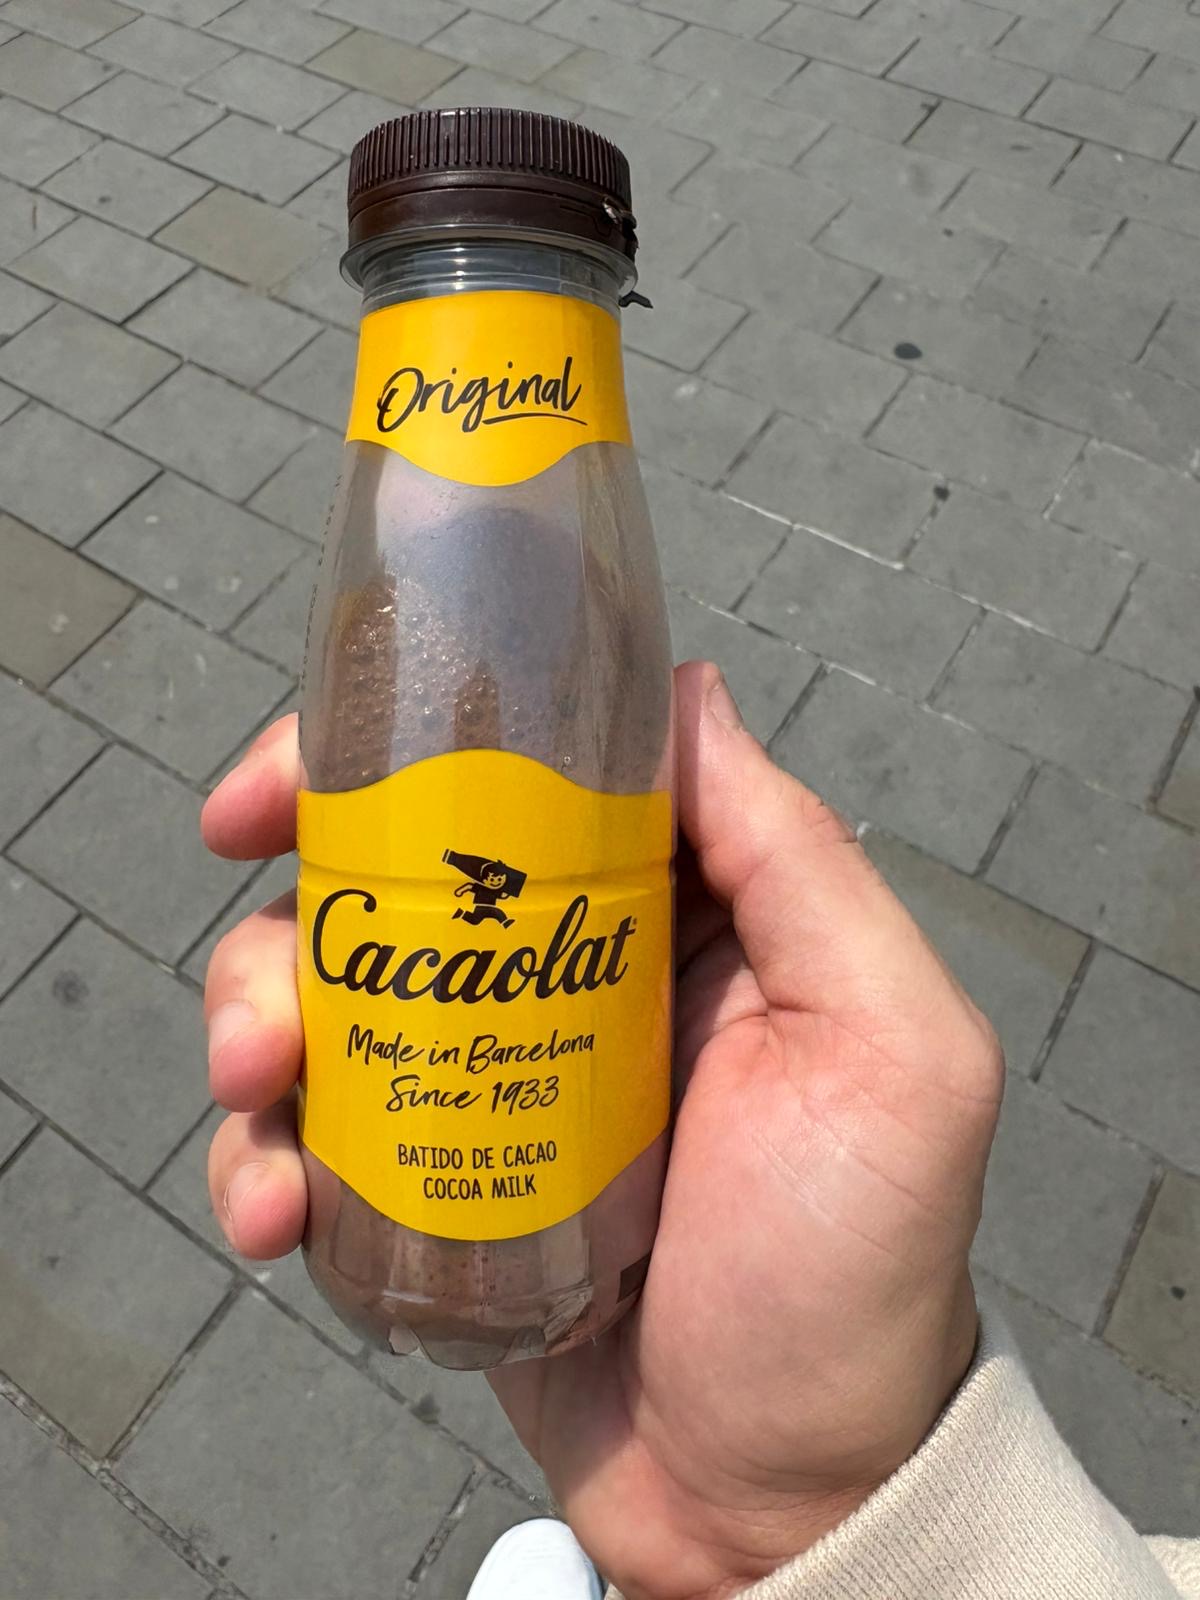 Original
Cacaolat
Made in Barcelona
Since 1933
BATIDO DE CACAO
COCOA MILK